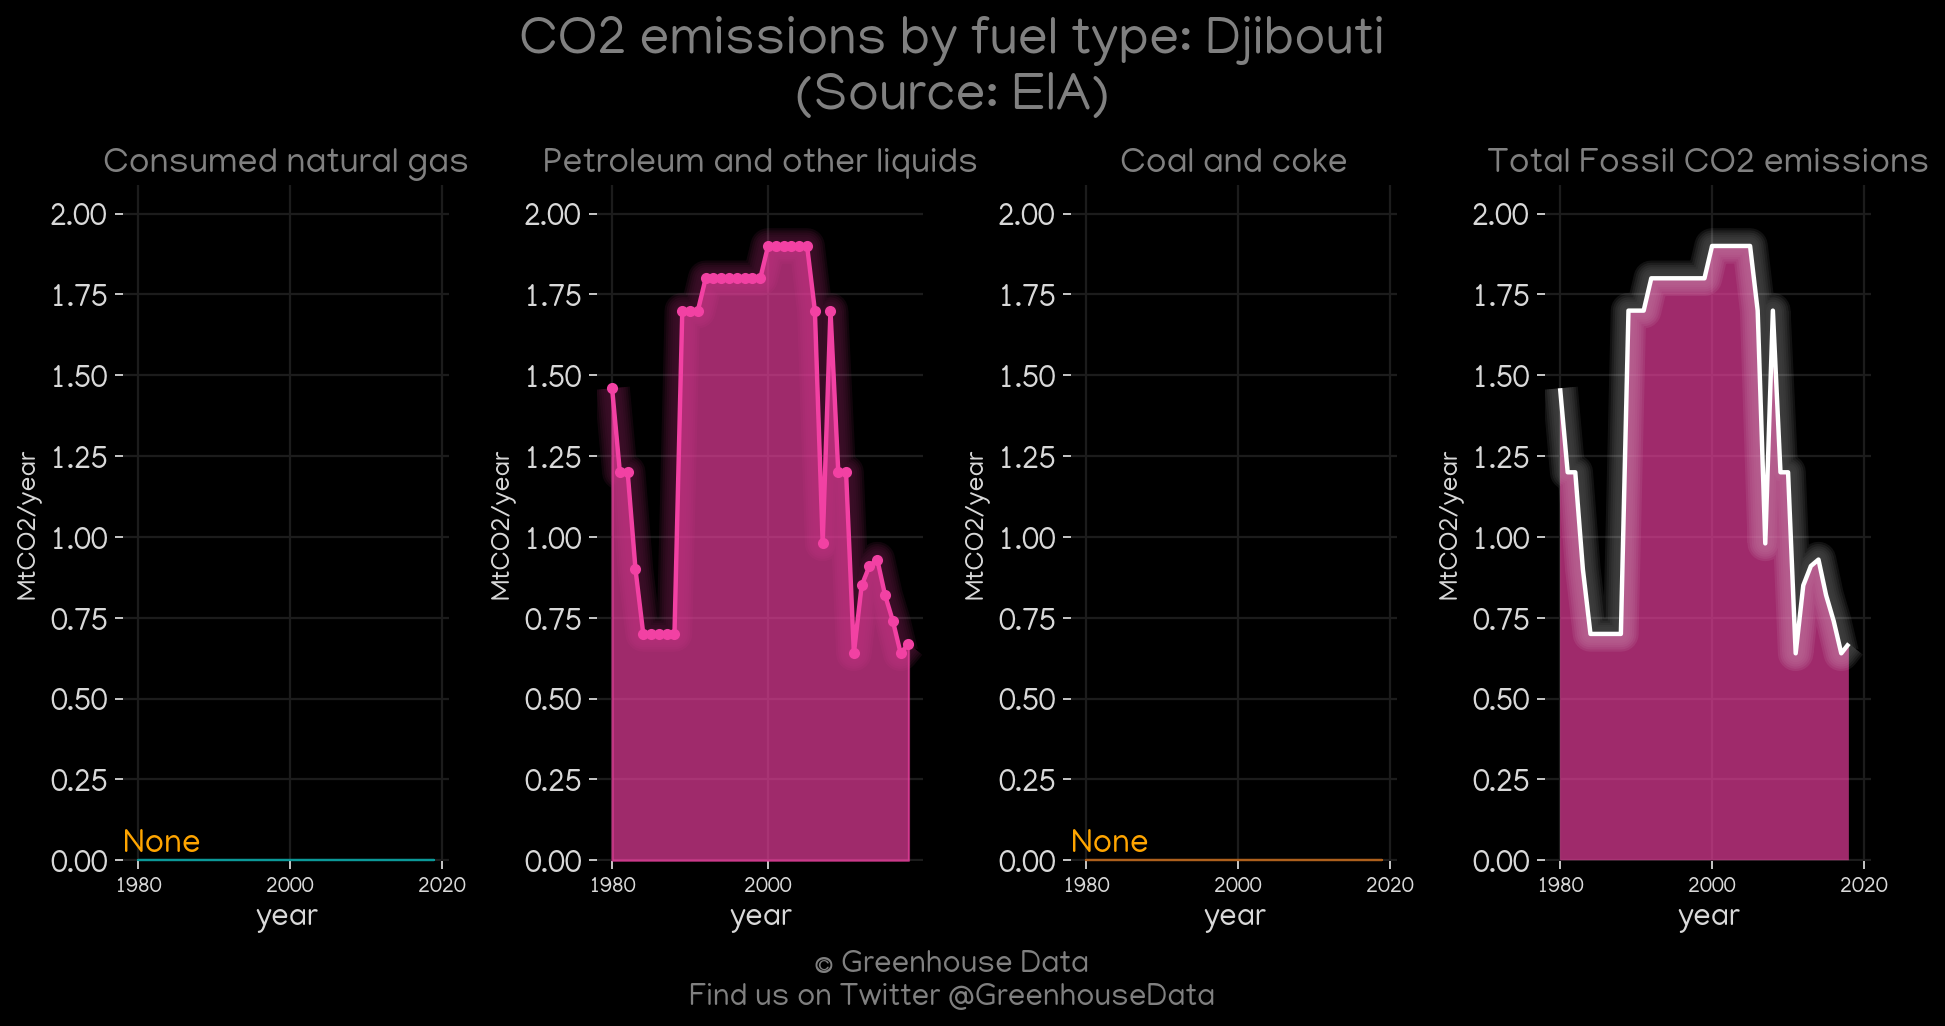 CO2 emissions by fuel type: Djibouti
(Source: EIA)
Consumed natural gas
2.00
1.75
1.50
1.25
1.00
0.75
0.50
0.25
0.00
MtCO2/year
None
1980 2000 2020
year
Petroleum and other liquids
2.00
1.75
1.50
1.25
1.00
0.75
0.50
0.25
0.00
MtCO2/year
1980 2000
year
Coal and coke
2.00
1.75
1.50
1.25
1.00
0.75
0.50
0.25
0.00
MtCO2/year
None
1980 2000 2020
year
Total Fossil CO2 emissions
2.00
1.75
1.50
1.25
1.00
0.75
0.50
0.25
0.00
MtCO2/year
1980 2000 2020
year
© Greenhouse Data
Find us on Twitter @GreenhouseData